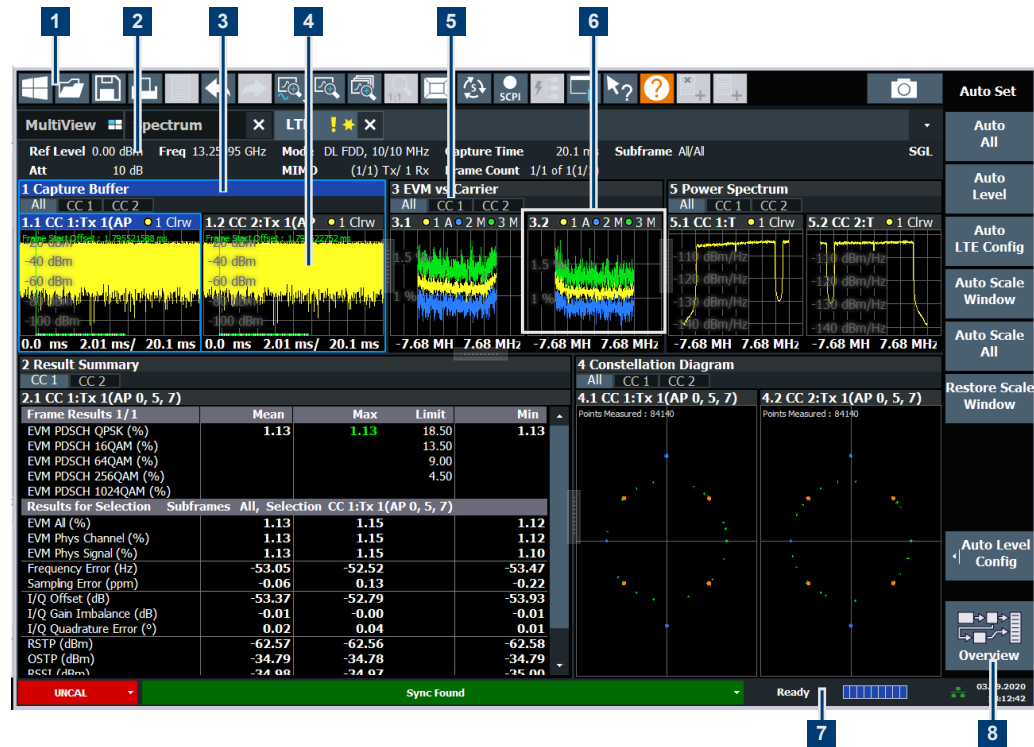 1 2 3 4 5 6
1:1 SCPI
Auto Set
MultiView Spectrum X LTE ! X
Ref Level 0.00 dBm Freq GHz Mode DL FDD, 10/10 MHz Capture Time 20.1 ms Subframe All/All SGL
Att 10 dB MIMO (1/1) Tx/ 1 Rx Frame Count 1/1 of 1(1/1)
1 Capture Buffer
All CC 1 CC 2
1.1 CC 1:Tx 1(AP 1 Clrw
-40 dBm
-60 dBm
-100 dBm
0.0 ms 2.01 ms/ 20.1 ms
1.2 CC 2:Tx 1(AP 1 Clrw
-40 dBm
-60 dBm
-100 dBm
0.0 ms 2.01 ms/ 20.1 ms
3 EVM vs Carrier
All CC 1 CC 2
3.1 1 A 2 M 3 M
1.5
1 %
-7.68 MH 7.68 MHz
3.2 1 A 2 M 3 M
1.5
1 %
-7.68 MH 7.68 MHz
5 Power Spectrum
All CC 1 CC 2
5.1 CC 1:T 1 Clrw
-110 dBm/Hz
-120 dBm/Hz
-130 dBm/Hz
-140 dBm/Hz
-7.68 MH 7.68 MHz
5.2 CC 2:T 1 Clrw
-110 dBm/Hz
-120 dBm/Hz
-130 dBm/Hz
-140 dBm/Hz
-7.68 MH 7.68 MHz
2 Result Summary
CC 1 CC 2
2.1 CC 1:Tx 1(AP 0, 5, 7)
Frame Results 1/1 Mean Max Limit Min
EVM PDSCH QPSK (%) 1.13 1.13 18.50 1.13
EVM PDSCH 16QAM (%) 13.50
EVM PDSCH 64QAM (%) 9.00
EVM PDSCH 256QAM (%) 4.50
EVM PDSCH 1024QAM (%)
Results for Selection Subframes All, Selection CC 1:Tx 1(AP 0, 5, 7)
EVM All (%) 1.13 1.15 1.12
EVM Phys Channel (%) 1.13 1.15 1.12
EVM Phys Signal (%) 1.13 1.15 1.10
Frequency Error (Hz) -53.05 -52.52 -53.47
Sampling Error (ppm) -0.06 0.13 -0.22
I/Q Offset (dB) -53.37 -52.79 -53.93
I/Q Gain Imbalance (dB) -0.01 -0.00 -0.01
I/Q Quadrature Error (º) 0.02 0.04 0.01
RSTP (dBm) -62.57 -62.56 -62.58
OSTP (dBm) -34.79 -34.78 -34.79
RSSI (dBm) -34.98 -34.97 -35.00
4 Constellation Diagram
All CC 1 CC 2
4.1 CC 1:Tx 1(AP 0, 5, 7)
Points Measured : 84140
4.2 CC 2:Tx 1(AP 0, 5, 7)
Points Measured : 84140
Auto
All
Auto
Level
Auto
LTE Config
Auto Scale
Window
Auto Scale
All
Restore Scale
Window
Auto Level
Config
Overview
UNCAL Sync Found Ready
7 8